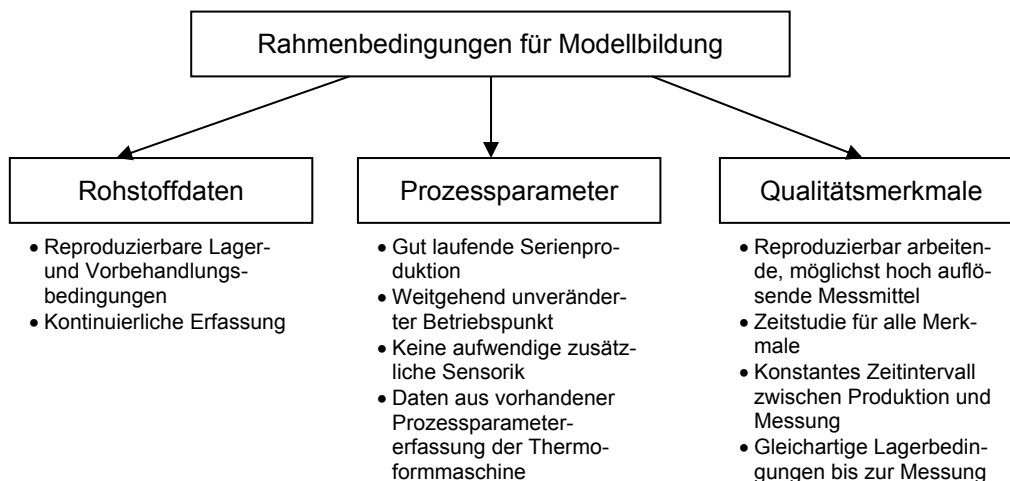 Rahmenbedingungen für Modellbildung
Rohstoffdaten
• Reproduzierbare Lager-
und Vorbehandlungs-
bedingungen
• Kontinuierliche Erfassung
Prozessparameter
• Gut laufende Serienpro-
duktion
• Weitgehend unveränder-
ter Betriebspunkt
• Keine aufwendige zusätz-
liche Sensorik
• Daten aus vorhandener
Prozessparameter-
erfassung der Thermo-
formmaschine
Qualitätsmerkmale
• Reproduzierbar arbeiten-
de, möglichst hoch auflö-
sende Messmittel
• Zeitstudie für alle Merk-
male
• Konstantes Zeitintervall
zwischen Produktion und
Messung
• Gleichartige Lagerbedin-
gungen bis zur Messung